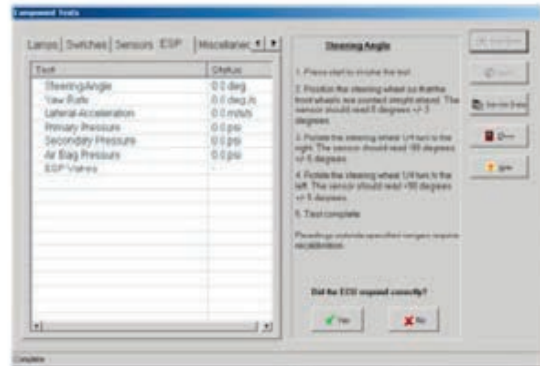 Component Tests
Lamps Switches Sensors ESP Miscellaneo
Test Status
Steering Angle 0.0 deg
Yaw Rate 0.0 deg/s
Lateral Acceleration 0.0 m/s/s
Primary Pressure 0.0 psi
Secondary Pressure 0.0 psi
Air Bag Pressure 0.0 psi
ESP Valves -
Steering Angle
1. Press start to invoke the test.
2. Position the steering wheel so that the
front wheels are pointed straight ahead. The
sensor should read 0 degrees +/-
degrees.
3. Rotate the steering wheel 1/4 turn to the
right. The sensor should read -90 degrees
+/- 5 degrees.
4. Rotate the steering wheel 1/4 turn to the
left. The sensor should read +90 degrees
+/- 5 degrees.
5. Test complete.
Readings outside specified ranges require
recalibration.
Did the ECU respond correctly?
Yes No
Service Data
Complete